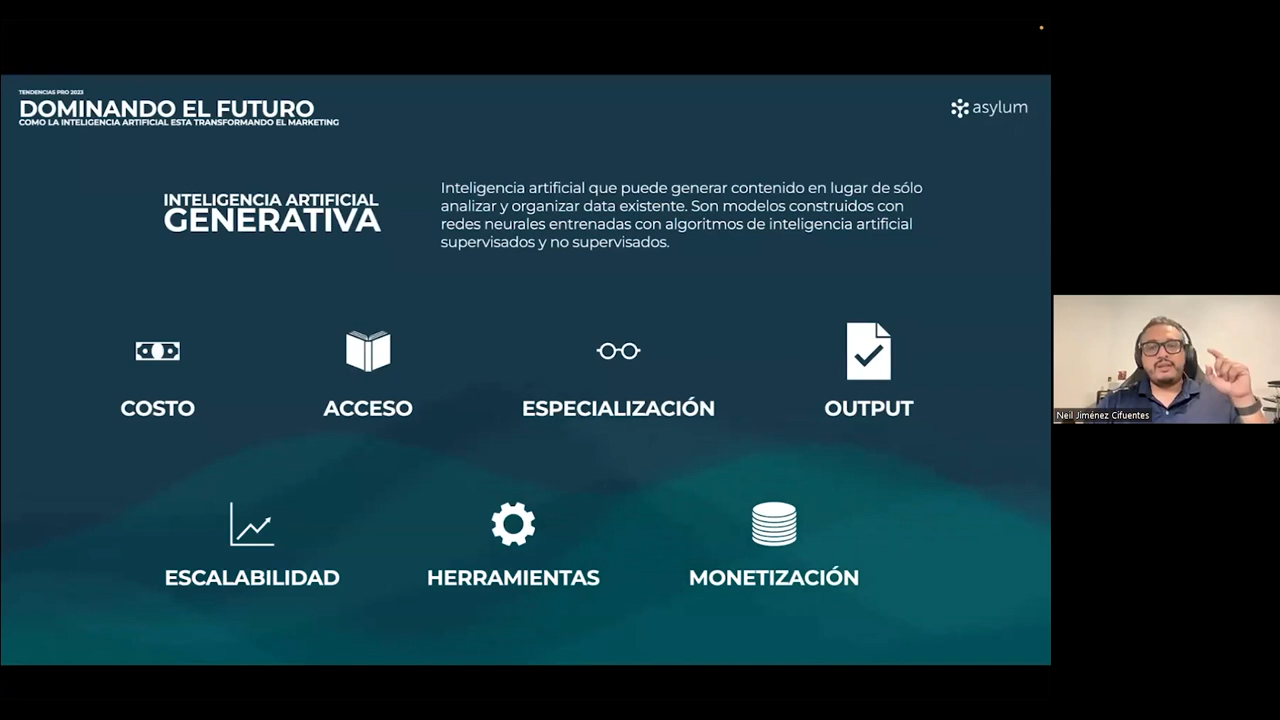 TENDENCIAS PRO 2023
DOMINANDO EL FUTURO
COMO LA INTELIGENCIA ARTIFICIAL ESTA TRANSFORMANDO EL MARKETING
asylum
INTELIGENCIA ARTIFICIAL
GENERATIVA
Inteligencia artificial que puede generar contenido en lugar de sólo
analizar y organizar data existente. Son modelos construidos con
redes neurales entrenadas con algoritmos de inteligencia artificial
supervisados y no supervisados.
COSTO
ACCESO
ESPECIALIZACIÓN
OUTPUT
Neil Jiménez Cifuentes
ESCALABILIDAD
HERRAMIENTAS
MONETIZACIÓN